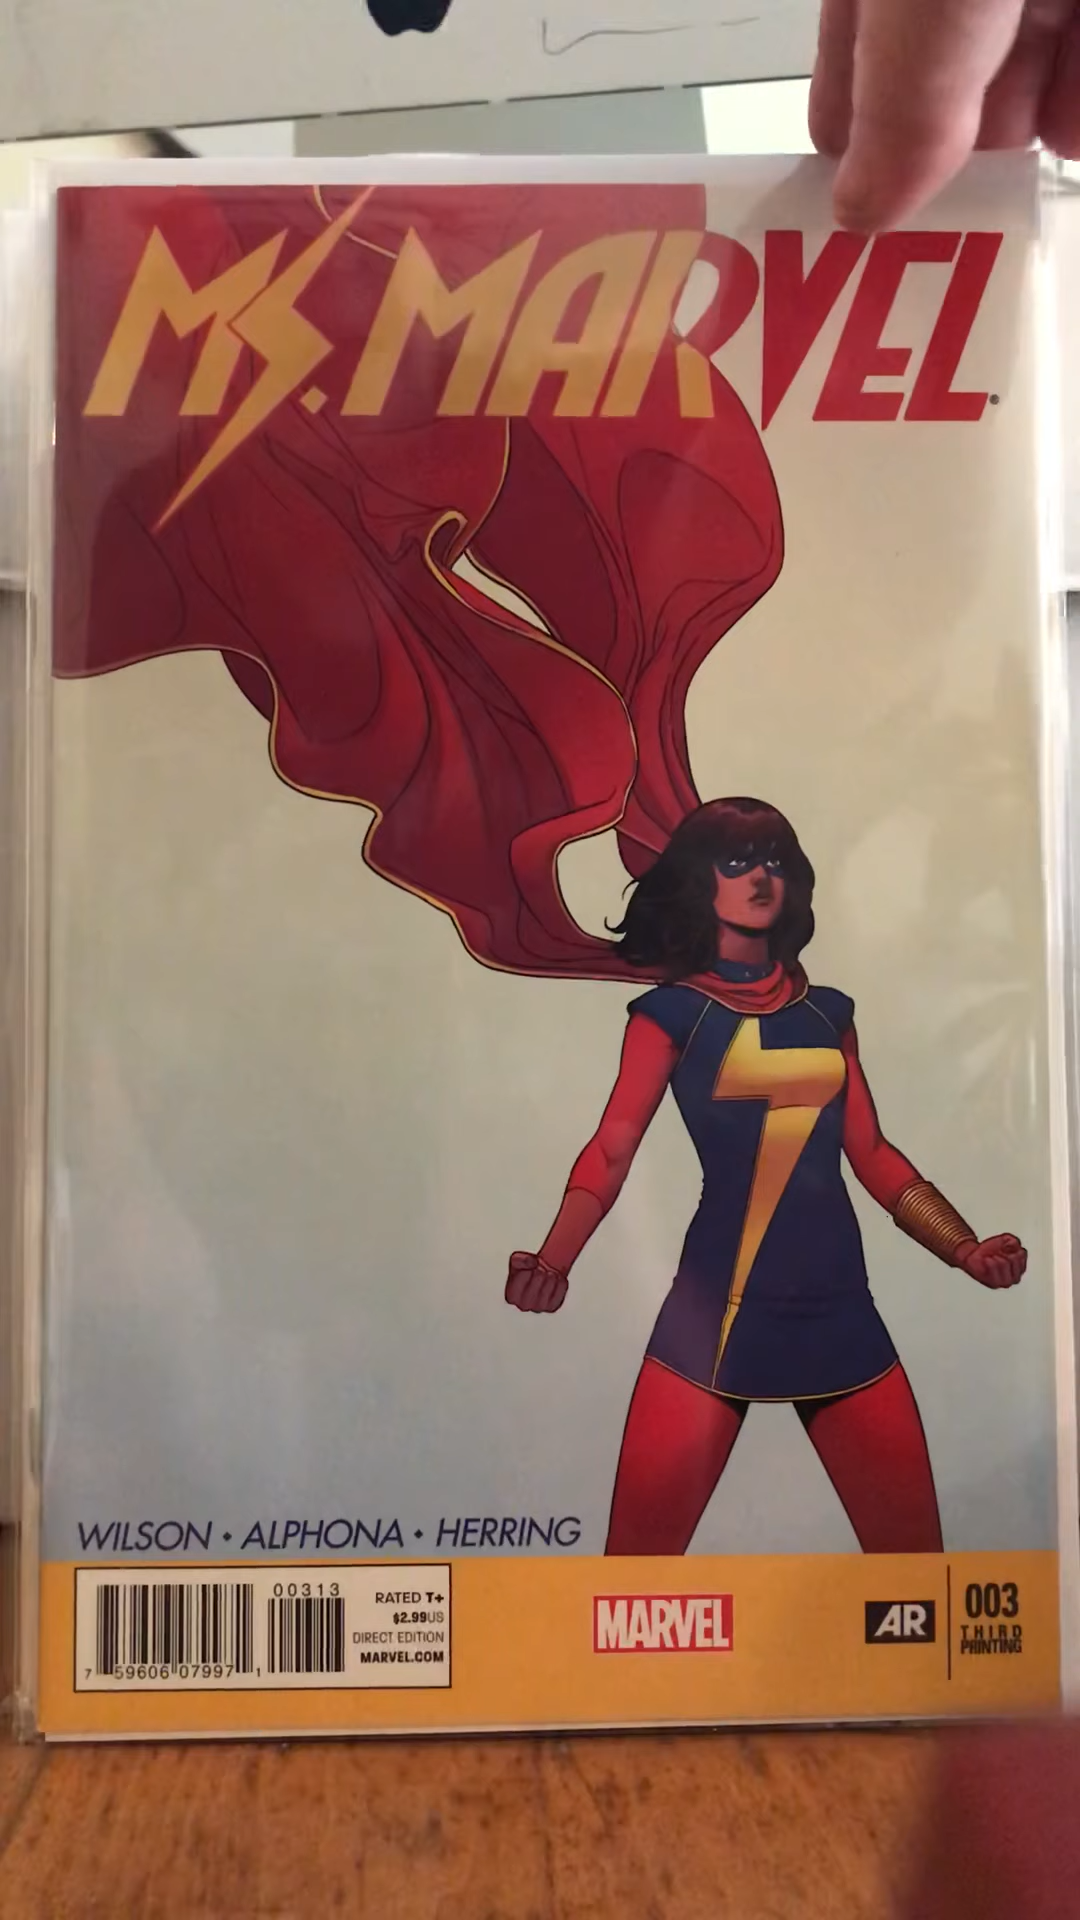 MS. MARVEL®
WILSON • ALPHONA • HERRING
00313
RATED T+
$2.99US
DIRECT EDITION
MARVEL.COM
7 59606 07997 1
MARVEL
AR
003
THIRD
PRINTING